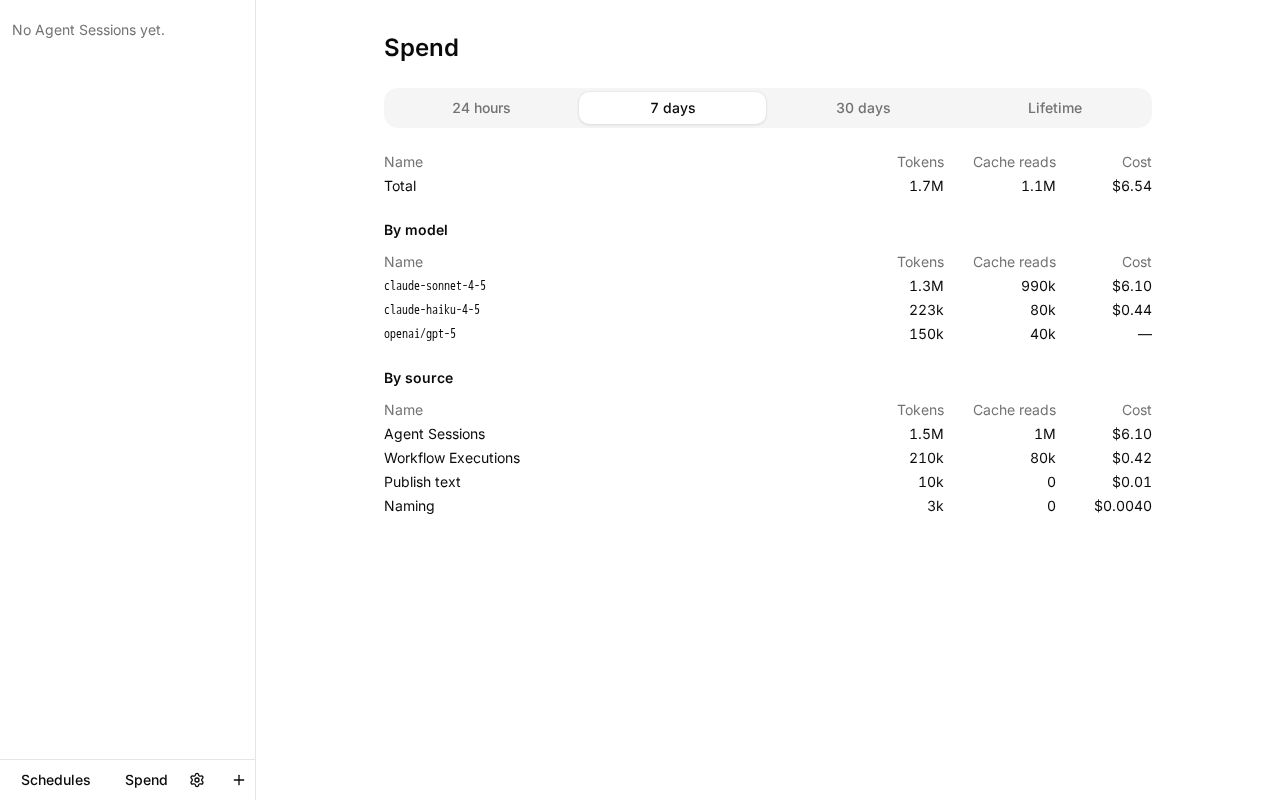 No Agent Sessions yet.
Spend
24 hours 7 days 30 days Lifetime
Name Tokens Cache reads Cost
Total 1.7M 1.1M $6.54
By model
Name Tokens Cache reads Cost
claude-sonnet-4-5 1.3M 990k $6.10
claude-haiku-4-5 223k 80k $0.44
openai/gpt-5 150k 40k —
By source
Name Tokens Cache reads Cost
Agent Sessions 1.5M 1M $6.10
Workflow Executions 210k 80k $0.42
Publish text 10k 0 $0.01
Naming 3k 0 $0.0040
Schedules Spend